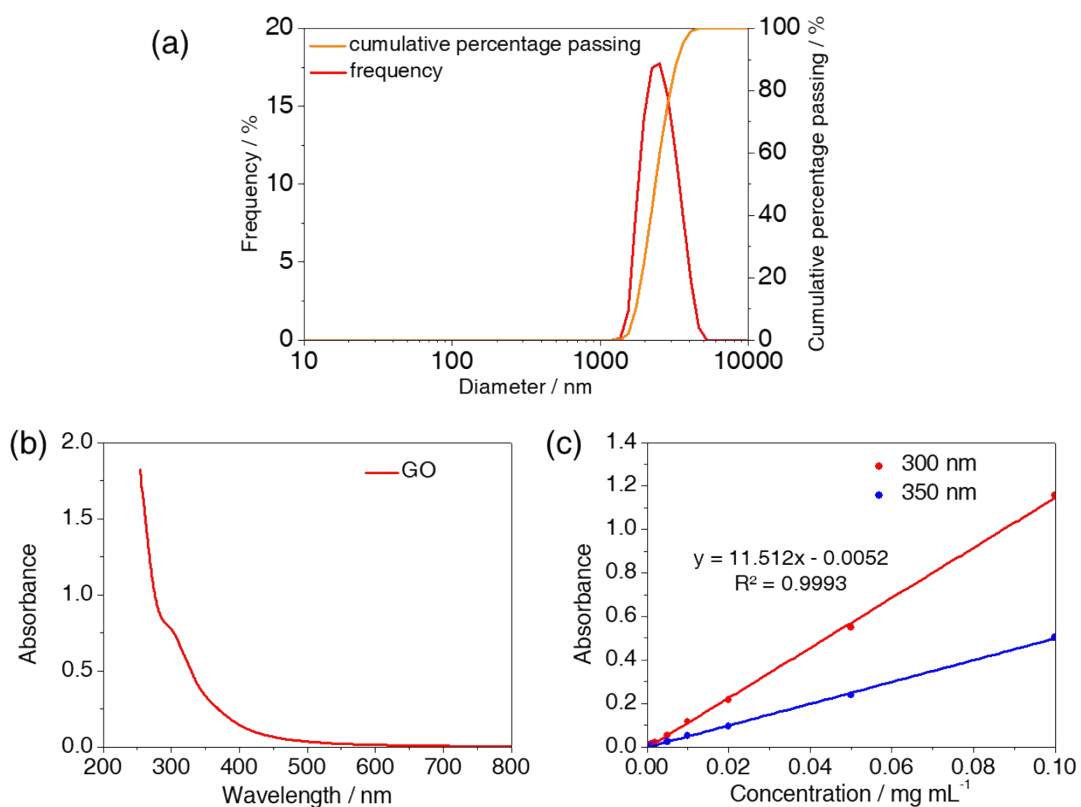 (a)
20
15
10
5
0
Frequency / %
cumulative percentage passing
frequency
100
80
60
40
20
0
Cumulative percentage passing / %
10
100
1000
10000
Diameter / nm
(b)
2.0
1.5
1.0
0.5
0.0
Absorbance
GO
200
300
400
500
600
700
800
Wavelength / nm
(c)
1.4
1.2
1.0
0.8
0.6
0.4
0.2
0.0
Absorbance
300 nm
350 nm
y = 11.512x - 0.0052
R² = 0.9993
0.00
0.02
0.04
0.06
0.08
0.10
Concentration / mg mL⁻¹